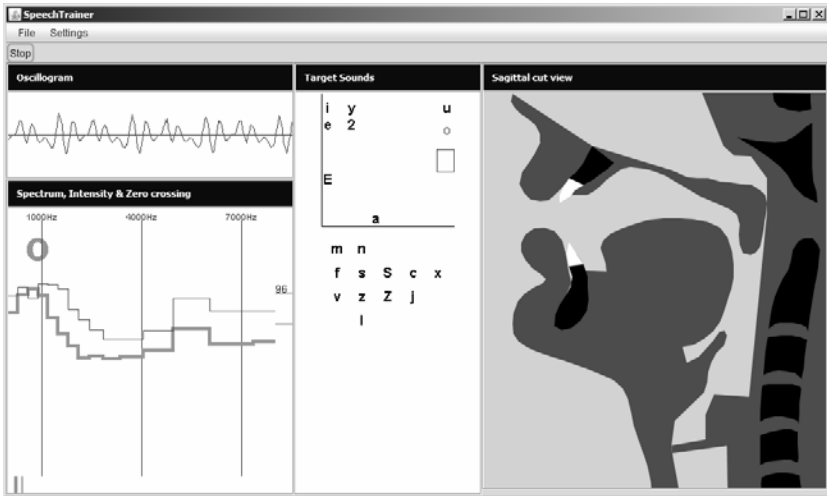 SpeechTrainer
File Settings
Stop
Oscillogram
Spectrum, Intensity & Zero crossing
1000Hz 4000Hz 7000Hz
o
96
Target Sounds
i y u
e 2 o
E
a
m n
f s S c x
v z Z j
l
Sagittal cut view